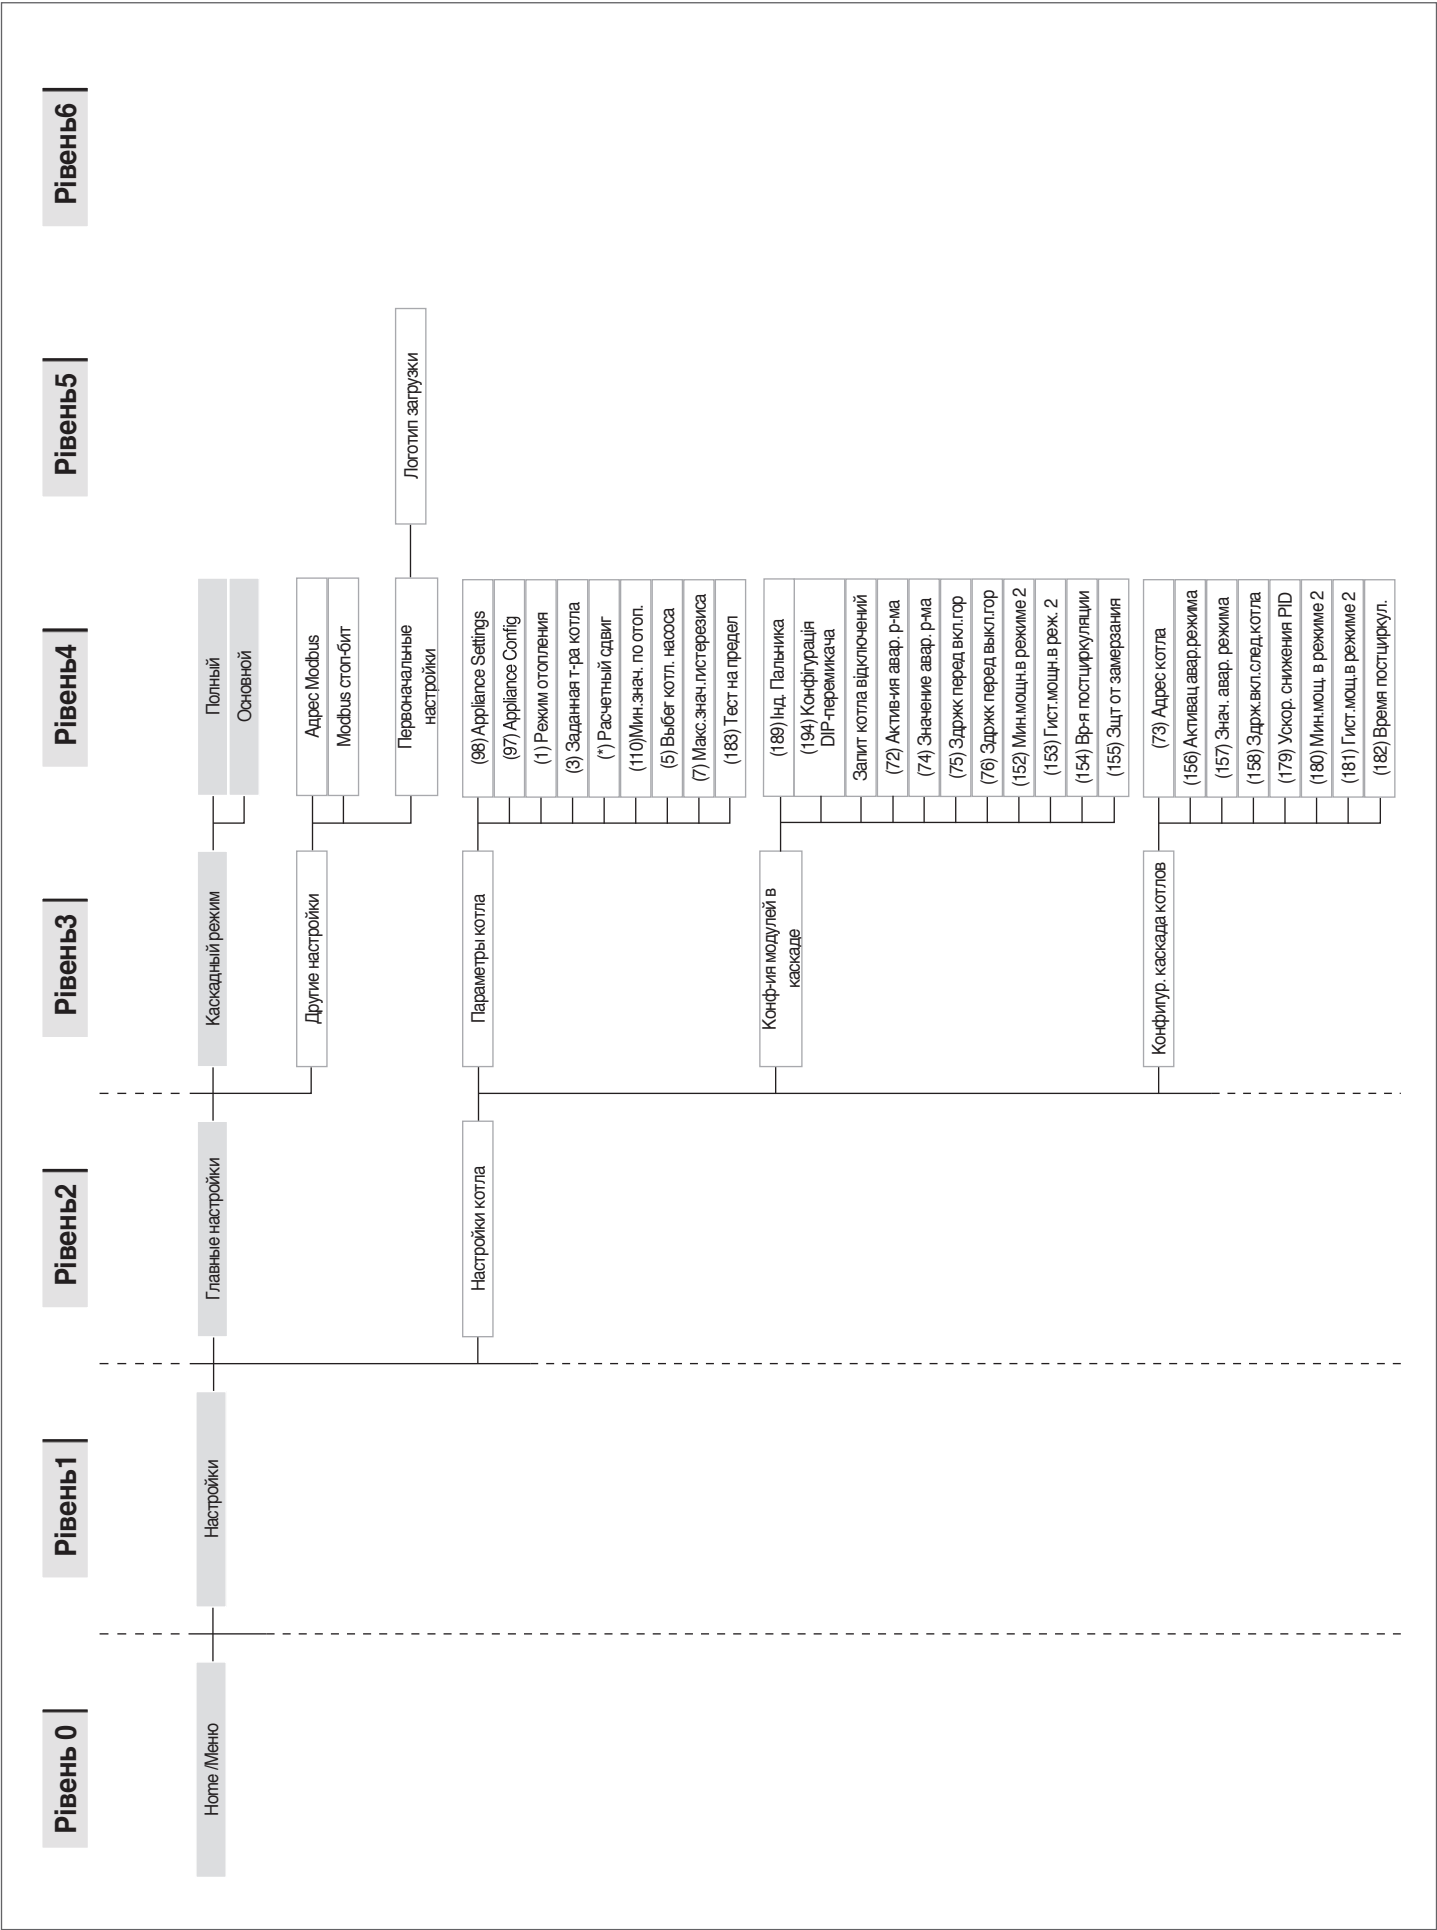 Рівень 0
Рівень1
Рівень2
Рівень3
Рівень4
Рівень5
Рівень6
Home /Меню
Настройки
Главные настройки
Каскадный режим
Полный
Основной
Другие настройки
Адрес Modbus
Modbus стоп-бит
Первоначальные
настройки
Логотип загрузки
Настройки котла
Параметры котла
(98) Appliance Settings
(97) Appliance Config
(1) Режим отопления
(3) Заданная т-ра котла
(*) Расчетный сдвиг
(110)Мин.знач. по отоп.
(5) Выбег котл. насоса
(7) Макс.знач.гистерезиса
(183) Тест на предел
Конф-ия модулей в
каскаде
(189) Інд. Пальника
(194) Конфігурація
DIP-перемикача
Запит котла відключений
(72) Актив-ия авар. р-ма
(74) Значение авар. р-ма
(75) Здржк перед вкл.гор
(76) Здржк перед выкл.гор
(152) Мин.мощн.в режиме 2
(153) Гист.мощн.в реж. 2
(154) Вр-я постциркуляции
(155) Зщт от замерзания
Конфигур. каскада котлов
(73) Адрес котла
(156) Активац авар.режима
(157) Знач. авар. режима
(158) Здрж.вкл.след.котла
(179) Ускор. снижения PID
(180) Мин.мощ. в режиме 2
(181) Гист.мощ.в режиме 2
(182) Время постциркул.